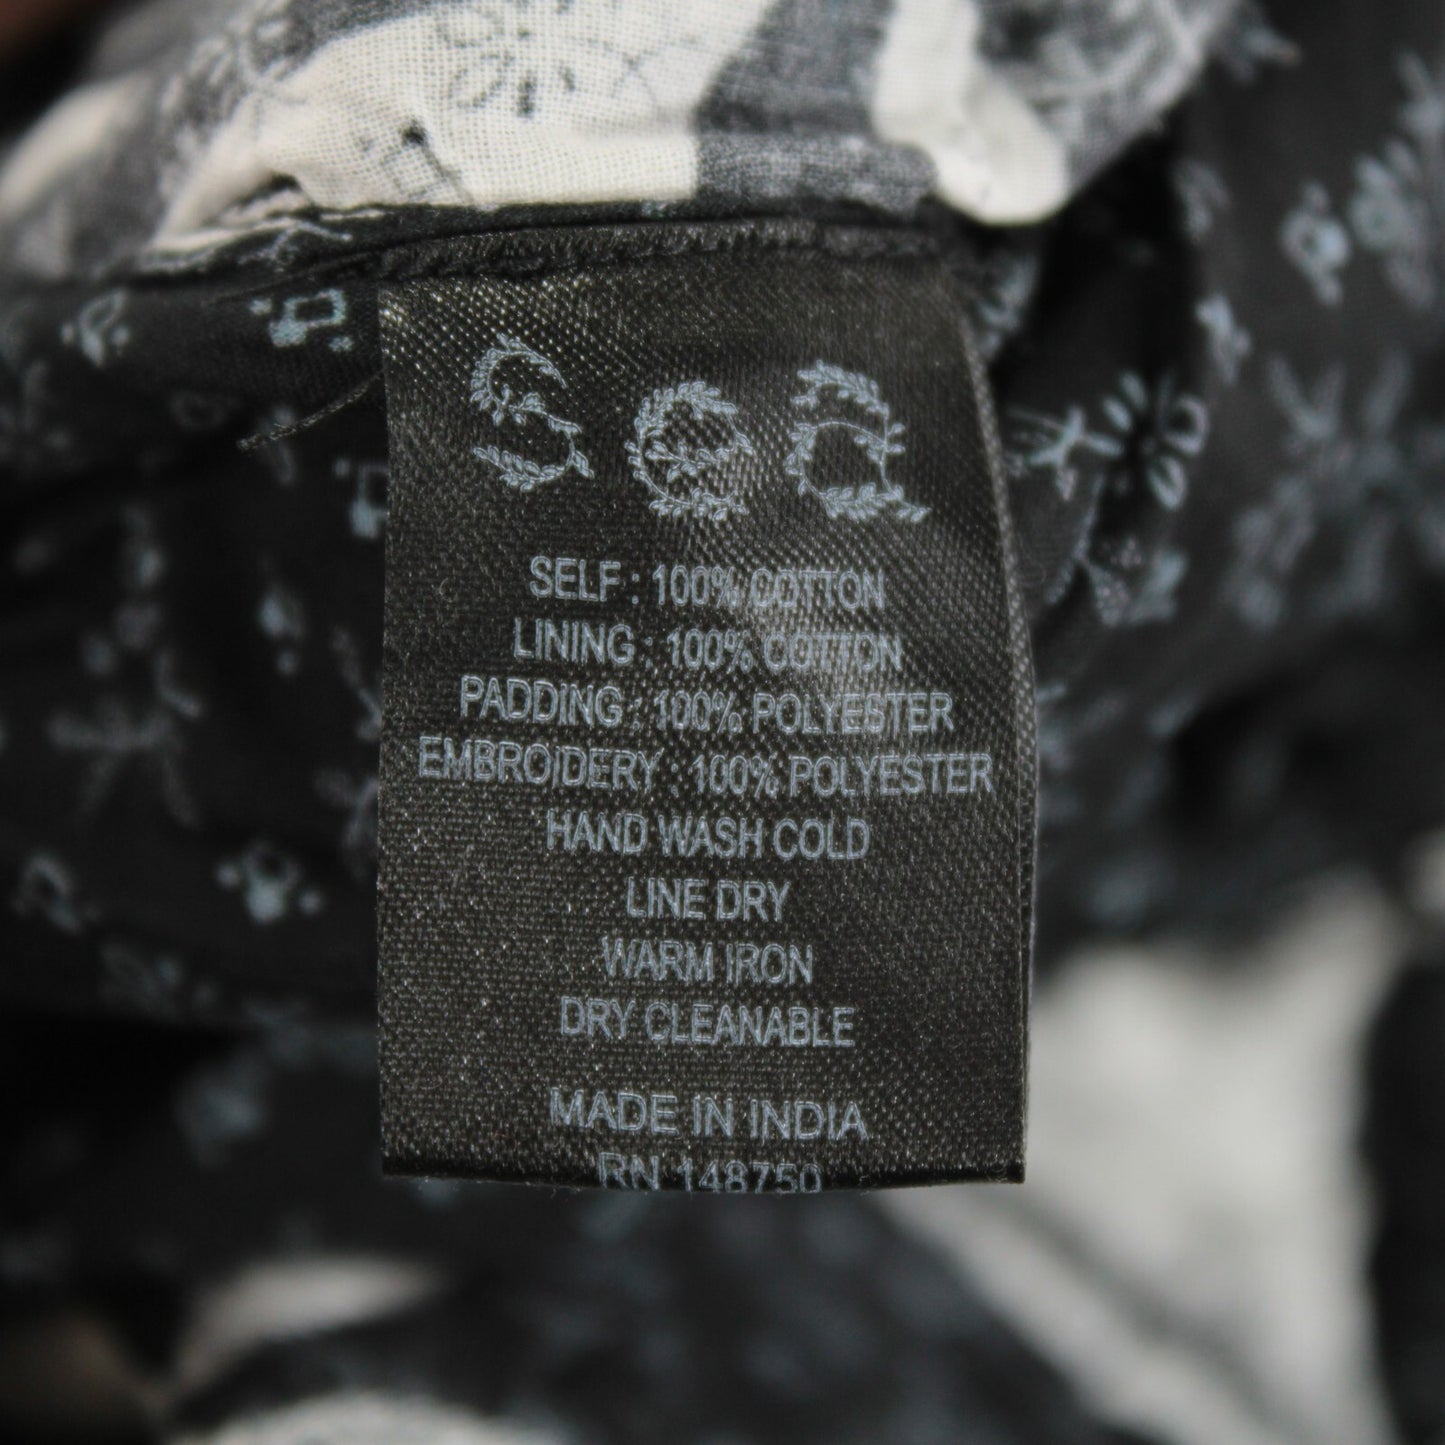 Sea
SELF : 100% COTTON
LINING : 100% COTTON
PADDING : 100% POLYESTER
EMBROIDERY : 100% POLYESTER
HAND WASH COLD
LINE DRY
WARM IRON
DRY CLEANABLE
MADE IN INDIA
RN 148750